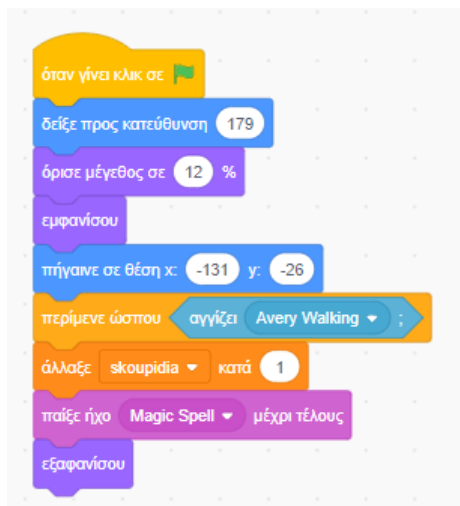 όταν γίνει κλικ σε
δείξε προς κατεύθυνση 179
όρισε μέγεθος σε 12 %
εμφανίσου
πήγαινε σε θέση x: -131 y: -26
περίμενε ώσπου αγγίζει Avery Walking ;
άλλαξε skoupidia κατά 1
παίξε ήχο Magic Spell μέχρι τέλους
εξαφανίσου